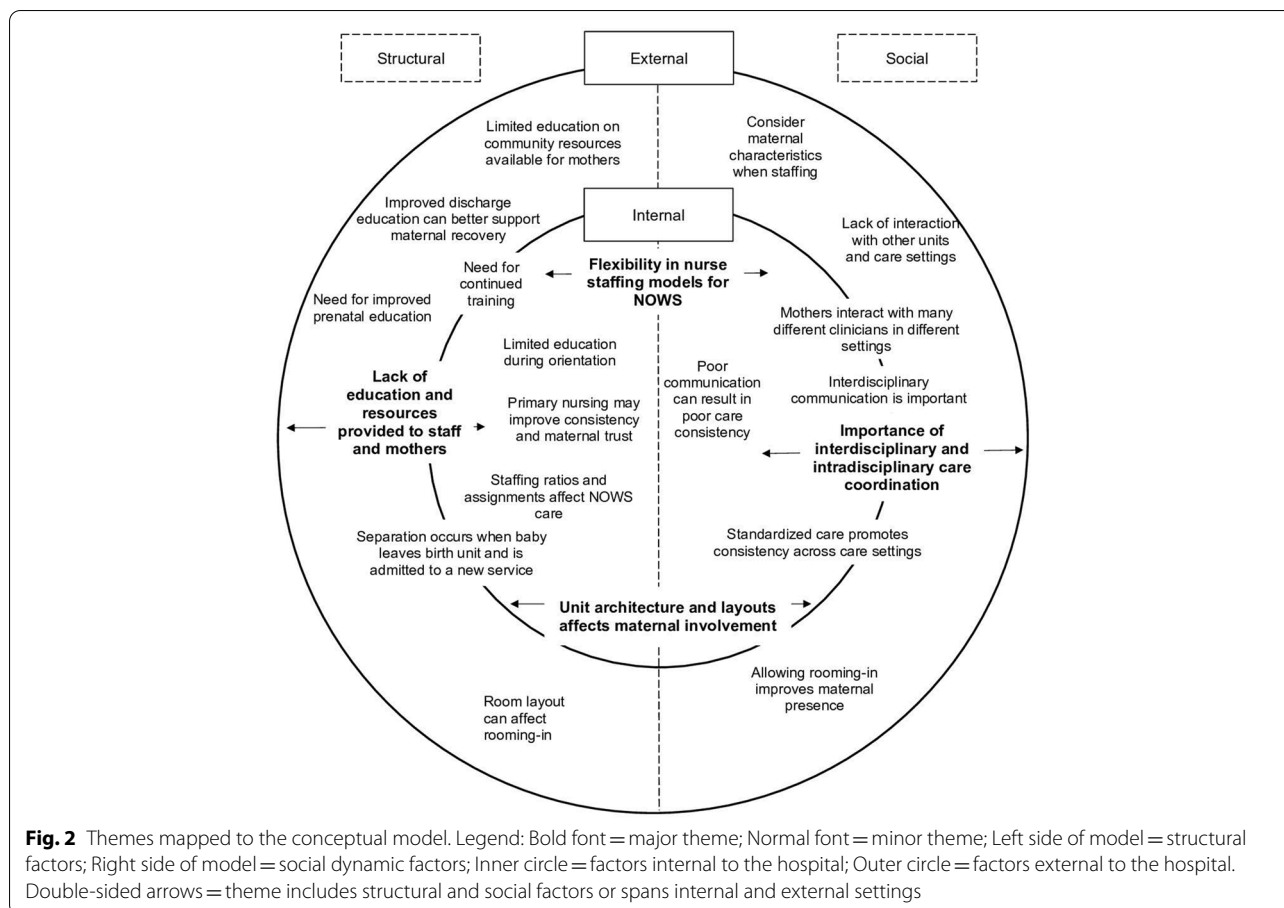 Structural
External
Social
Limited education on
community resources
available for mothers
Consider
maternal
characteristics
when staffing
Improved discharge
education can better support
maternal recovery
Internal
Lack of interaction
with other units
and care settings
Need for
continued
training
Flexibility in nurse
staffing models for
NOWS
Need for improved
prenatal education
Mothers interact with many
different clinicians in different
settings
Limited education
during orientation
Poor
communication
can result in
poor care
consistency
Lack of
education and
resources
provided to staff
and mothers
Interdisciplinary
communication is important
Primary nursing may
improve consistency
and maternal trust
Importance of
interdisciplinary and
intradisciplinary care
coordination
Staffing ratios and
assignments affect NOWS
care
Separation occurs when baby
leaves birth unit and is
admitted to a new service
Standardized care promotes
consistency across care settings
Unit architecture and layouts
affects maternal involvement
Allowing rooming-in
improves maternal
presence
Room layout
can affect
rooming-in
Fig. 2 Themes mapped to the conceptual model. Legend: Bold font = major theme; Normal font = minor theme; Left side of model = structural
factors; Right side of model = social dynamic factors; Inner circle = factors internal to the hospital; Outer circle = factors external to the hospital.
Double-sided arrows = theme includes structural and social factors or spans internal and external settings